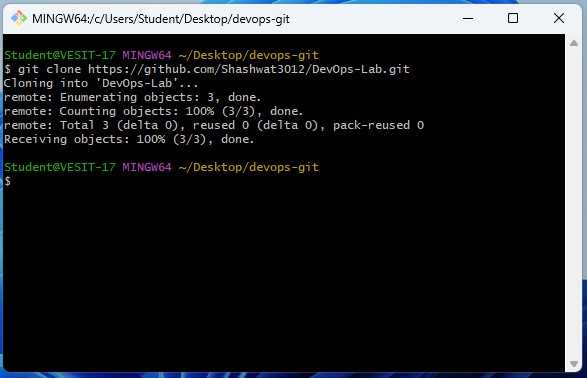 MINGW64:/c/Users/Student/Desktop/devops-git
Student@VESIT-17 MINGW64 ~/Desktop/devops-git
$ git clone https://github.com/Shashwat3012/DevOps-Lab.git
Cloning into 'DevOps-Lab'...
remote: Enumerating objects: 3, done.
remote: Counting objects: 100% (3/3), done.
remote: Total 3 (delta 0), reused 0 (delta 0), pack-reused 0
Receiving objects: 100% (3/3), done.
Student@VESIT-17 MINGW64 ~/Desktop/devops-git
$